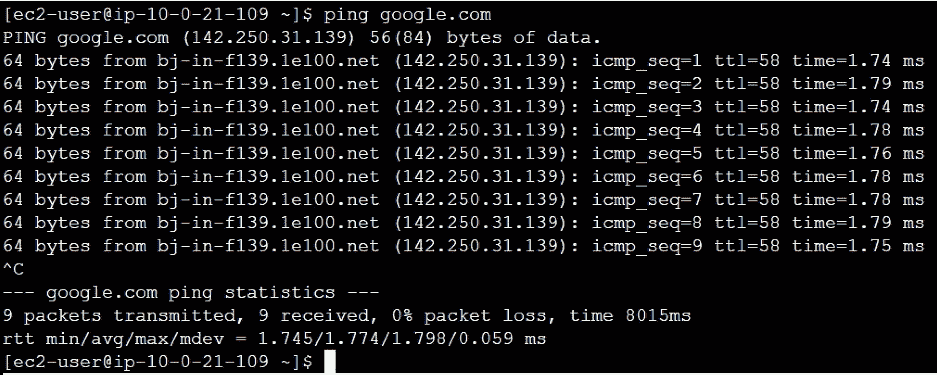 [ec2-user@ip-10-0-21-109 ~]$ ping google.com
PING google.com (142.250.31.139) 56(84) bytes of data.
64 bytes from bj-in-f139.1e100.net (142.250.31.139): icmp_seq=1 ttl=58 time=1.74 ms
64 bytes from bj-in-f139.1e100.net (142.250.31.139): icmp_seq=2 ttl=58 time=1.79 ms
64 bytes from bj-in-f139.1e100.net (142.250.31.139): icmp_seq=3 ttl=58 time=1.74 ms
64 bytes from bj-in-f139.1e100.net (142.250.31.139): icmp_seq=4 ttl=58 time=1.78 ms
64 bytes from bj-in-f139.1e100.net (142.250.31.139): icmp_seq=5 ttl=58 time=1.76 ms
64 bytes from bj-in-f139.1e100.net (142.250.31.139): icmp_seq=6 ttl=58 time=1.78 ms
64 bytes from bj-in-f139.1e100.net (142.250.31.139): icmp_seq=7 ttl=58 time=1.78 ms
64 bytes from bj-in-f139.1e100.net (142.250.31.139): icmp_seq=8 ttl=58 time=1.79 ms
64 bytes from bj-in-f139.1e100.net (142.250.31.139): icmp_seq=9 ttl=58 time=1.75 ms
^C
--- google.com ping statistics ---
9 packets transmitted, 9 received, 0% packet loss, time 8015ms
rtt min/avg/max/mdev = 1.745/1.774/1.798/0.059 ms
[ec2-user@ip-10-0-21-109 ~]$